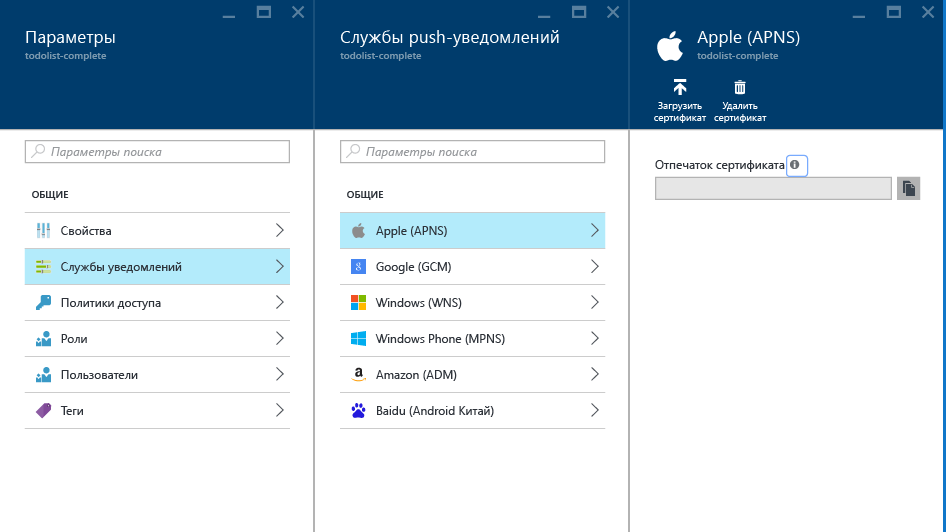 Параметры
todolist-complete
Параметры поиска
ОБЩИЕ
Свойства
Службы уведомлений
Политики доступа
Роли
Пользователи
Теги
Службы push-уведомлений
todolist-complete
Параметры поиска
ОБЩИЕ
Apple (APNS)
Google (GCM)
Windows (WNS)
Windows Phone (MPNS)
Amazon (ADM)
Baidu (Android Китай)
Apple (APNS)
todolist-complete
Загрузить
сертификат
Удалить
сертификат
Отпечаток сертификата